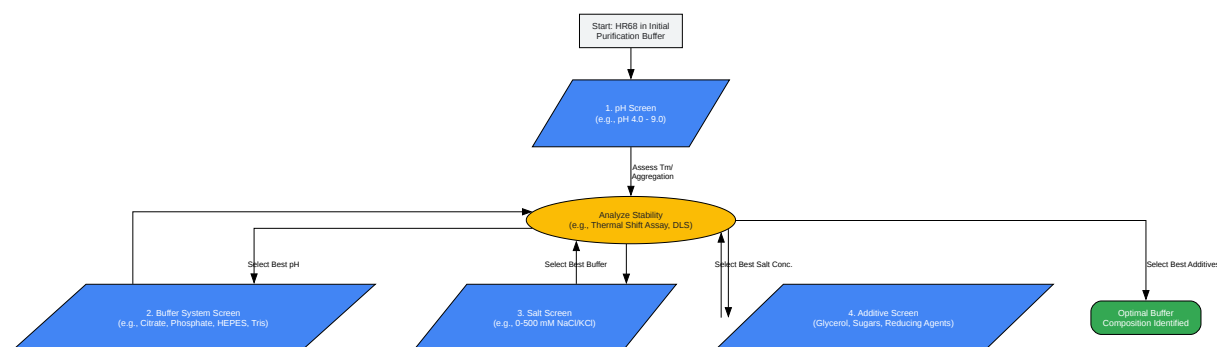 Start: HR68 in Initial
Purification Buffer
1. pH Screen
(e.g., pH 4.0 - 9.0)
Assess Tm/
Aggregation
Analyze Stability
(e.g., Thermal Shift Assay, DLS)
Select Best pH
Select Best Buffer
Select Best Salt Conc.
Select Best Additives
2. Buffer System Screen
(e.g., Citrate, Phosphate, HEPES, Tris)
3. Salt Screen
(e.g., 0-500 mM NaCl/KCl)
4. Additive Screen
(Glycerol, Sugars, Reducing Agents)
Optimal Buffer
Composition Identified